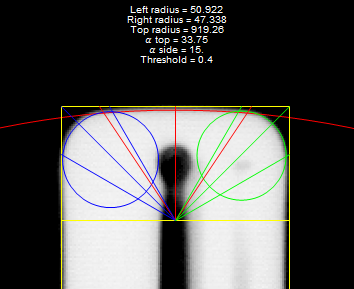 Left radius = 50.922
Right radius = 47.338
Top radius = 919.26
α top = 33.75
α side = 15.
Threshold = 0.4